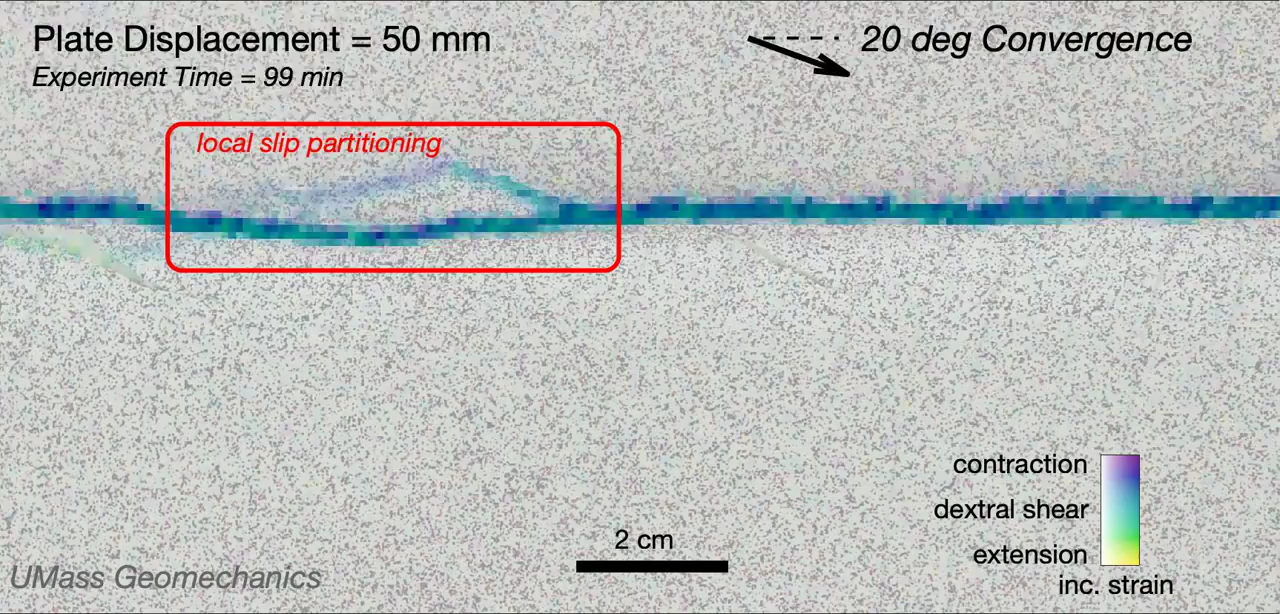 Plate Displacement = 50 mm
Experiment Time = 99 min
20 deg Convergence
local slip partitioning
contraction
dextral shear
extension
inc. strain
2 cm
UMass Geomechanics